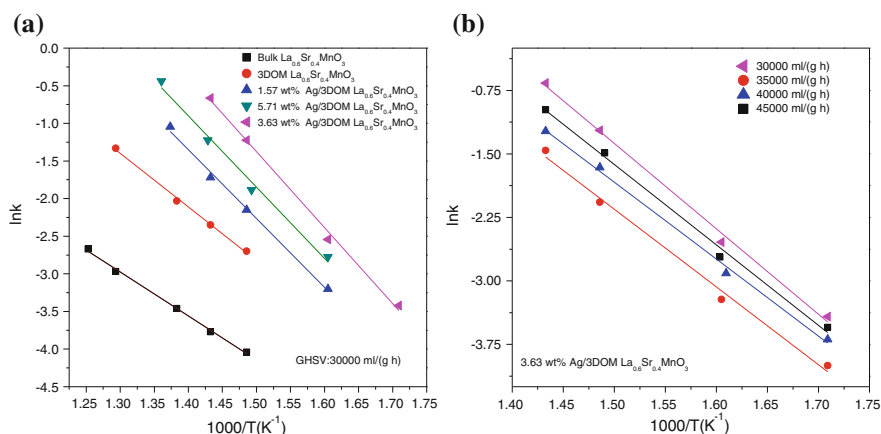 (a)
0.0
-0.5
-1.0
-1.5
-2.0
-2.5
-3.0
-3.5
-4.0
-4.5
lnk
Bulk La0.6Sr0.4MnO3
3DOM La0.6Sr0.4MnO3
1.57 wt% Ag/3DOM La0.6Sr0.4MnO3
5.71 wt% Ag/3DOM La0.6Sr0.4MnO3
3.63 wt% Ag/3DOM La0.6Sr0.4MnO3
GHSV:30000 ml/(g h)
1.25 1.30 1.35 1.40 1.45 1.50 1.55 1.60 1.65 1.70 1.75
1000/T(K-1)
(b)
-0.75
-1.50
-2.25
-3.00
-3.75
lnk
30000 ml/(g h)
35000 ml/(g h)
40000 ml/(g h)
45000 ml/(g h)
3.63 wt% Ag/3DOM La0.6Sr0.4MnO3
1.40 1.45 1.50 1.55 1.60 1.65 1.70 1.75
1000/T(K-1)